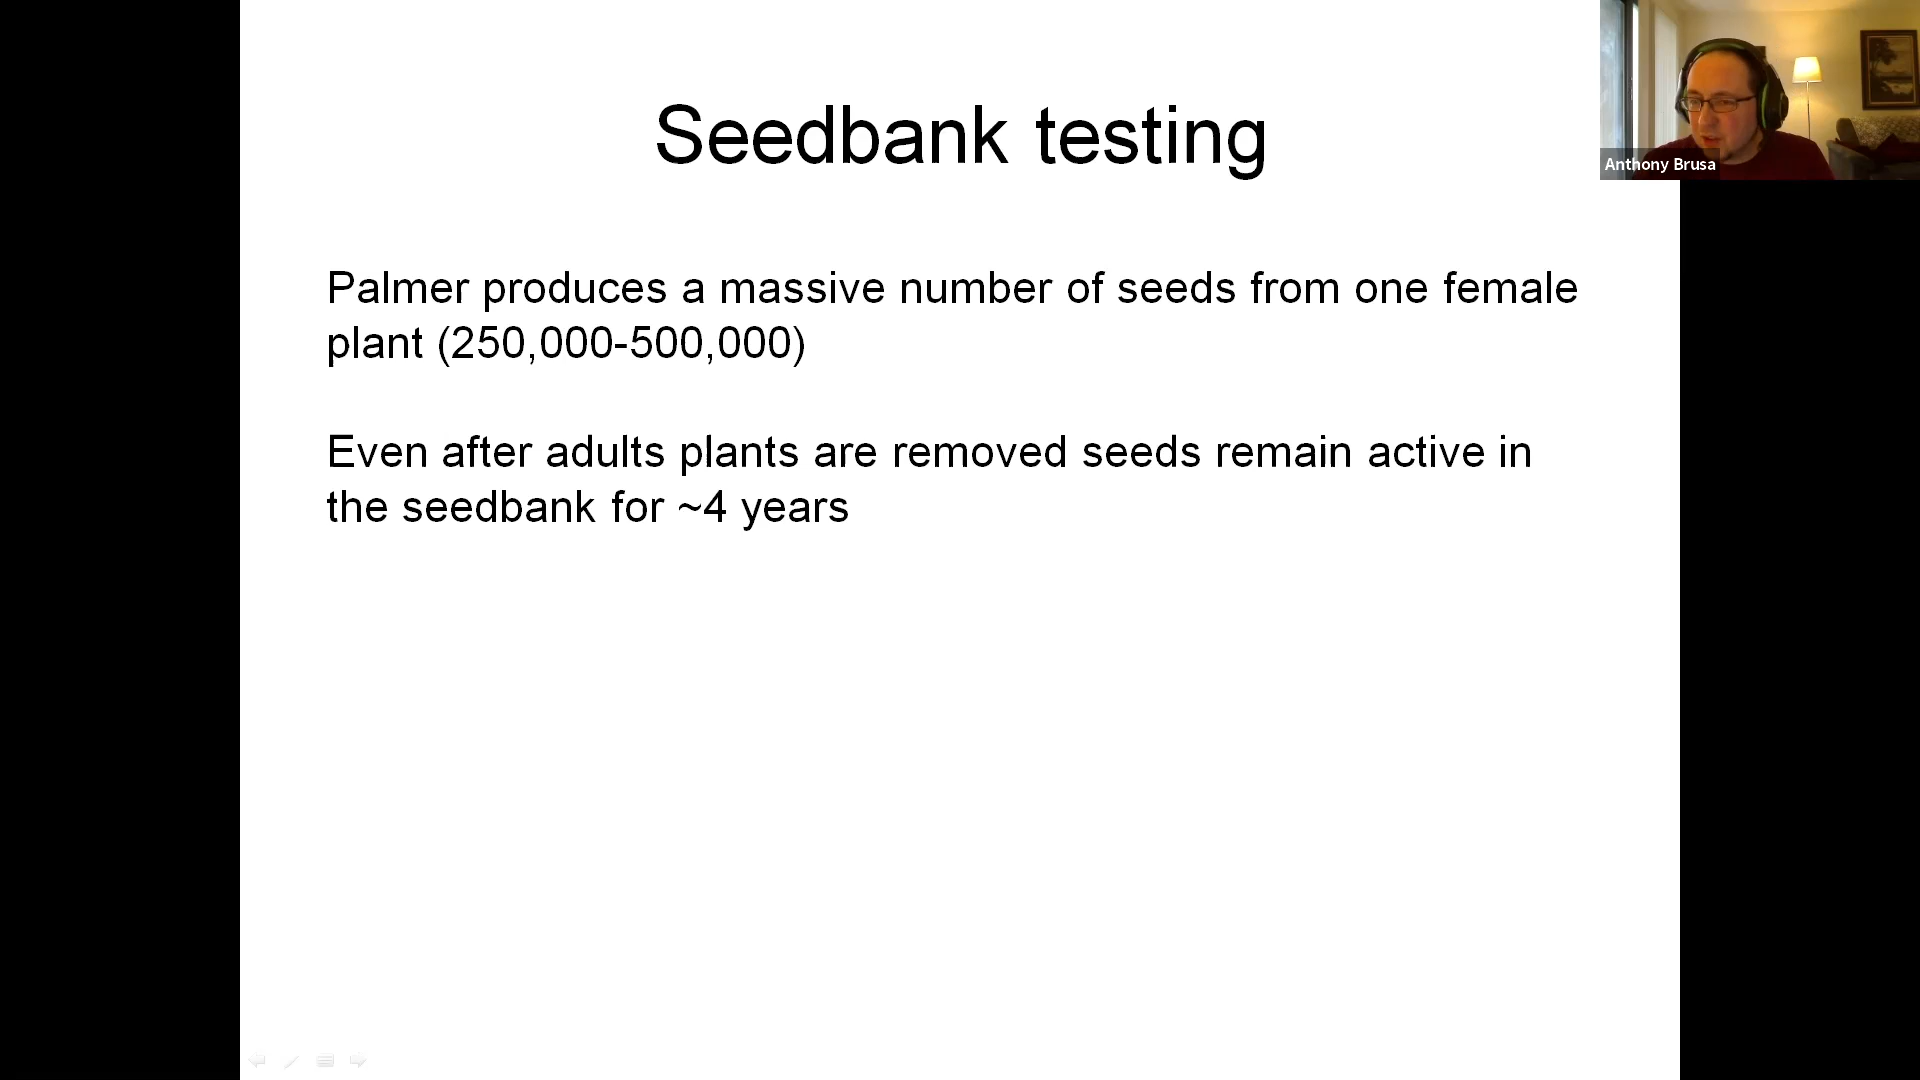 Seedbank testing
Anthony Brusa
Palmer produces a massive number of seeds from one female
plant (250,000-500,000)
Even after adults plants are removed seeds remain active in
the seedbank for ~4 years